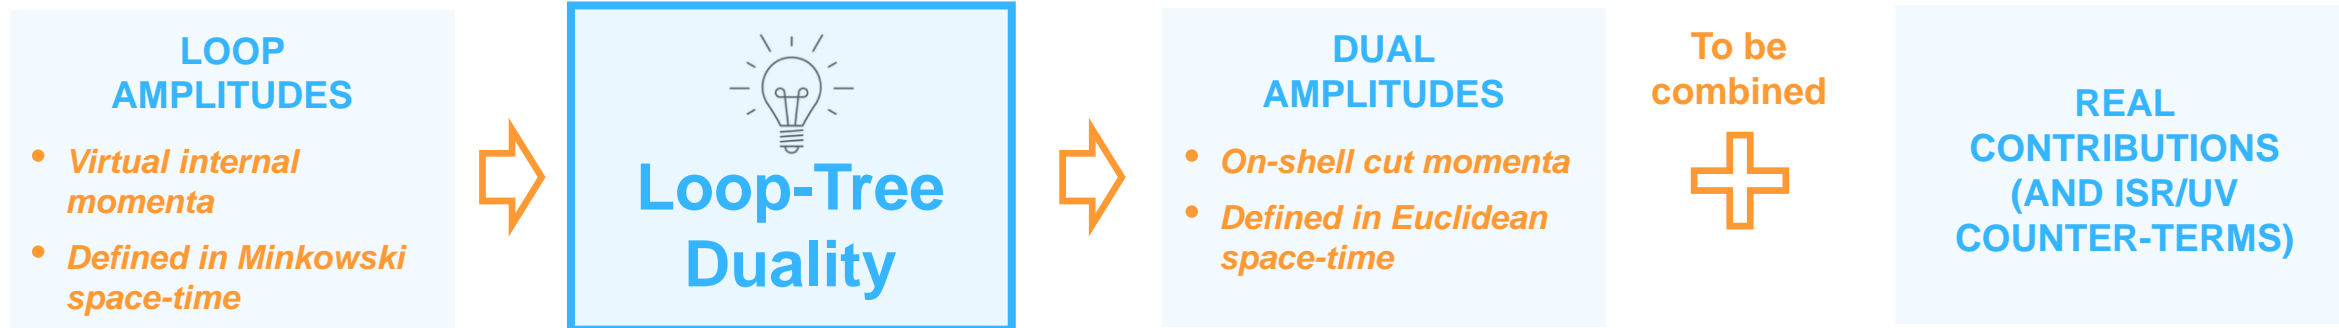 LOOP
AMPLITUDES
• Virtual internal
momenta
• Defined in Minkowski
space-time
Loop-Tree
Duality
DUAL
AMPLITUDES
• On-shell cut momenta
• Defined in Euclidean
space-time
To be
combined
REAL
CONTRIBUTIONS
(AND ISR/UV
COUNTER-TERMS)